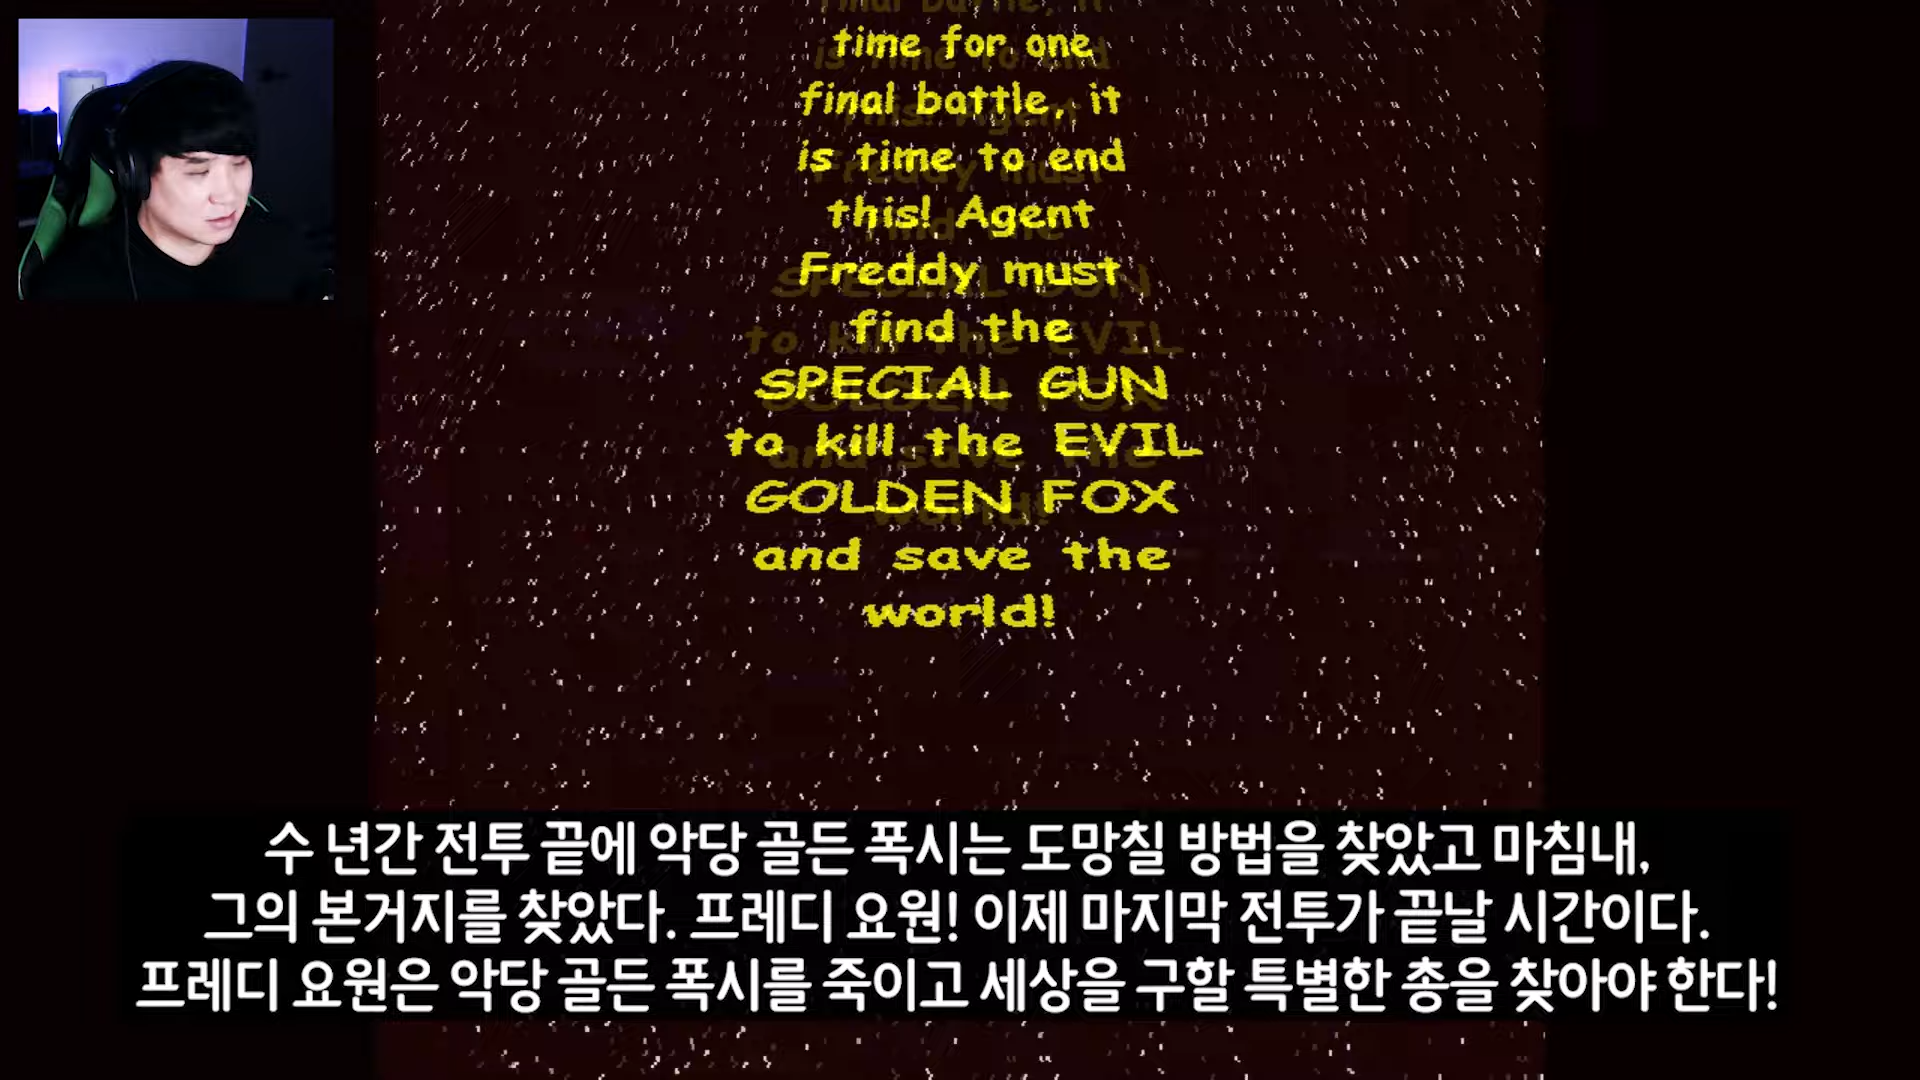 final battle, it
time for one
final battle, it
is time to end
this! Agent
Freddy must
find the
SPECIAL GUN
to kill the EVIL
GOLDEN FOX
and save the
world!
수 년간 전투 끝에 악당 골든 폭시는 도망칠 방법을 찾았고 마침내,
그의 본거지를 찾았다. 프레디 요원! 이제 마지막 전투가 끝날 시간이다.
프레디 요원은 악당 골든 폭시를 죽이고 세상을 구할 특별한 총을 찾아야 한다!